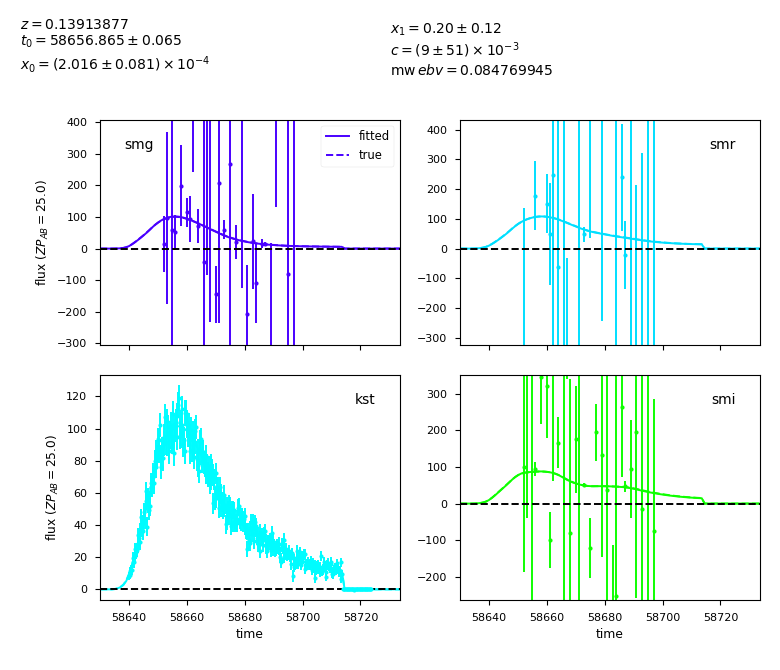 z = 0.13913877
t₀ = 58656.865 ± 0.065
x₀ = (2.016 ± 0.081) × 10⁻⁴
x₁ = 0.20 ± 0.12
c = (9 ± 51) × 10⁻³
mw ebv = 0.084769945
400
300
200
100
0
−100
−200
−300
flux (ZP_AB = 25.0)
smg
fitted
true
400
300
200
100
0
−100
−200
−300
smr
120
100
80
60
40
20
0
flux (ZP_AB = 25.0)
kst
58640 58660 58680 58700 58720
time
300
200
100
0
−100
−200
smi
58640 58660 58680 58700 58720
time